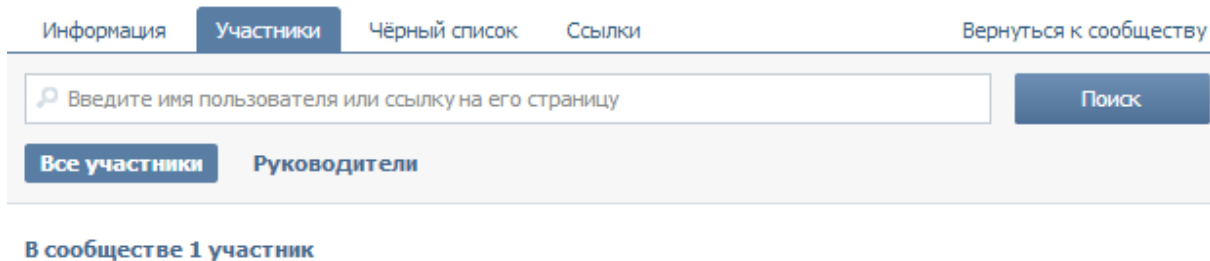 Информация Участники Чёрный список Ссылки Вернуться к сообществу
Введите имя пользователя или ссылку на его страницу Поиск
Все участники Руководители
В сообществе 1 участник